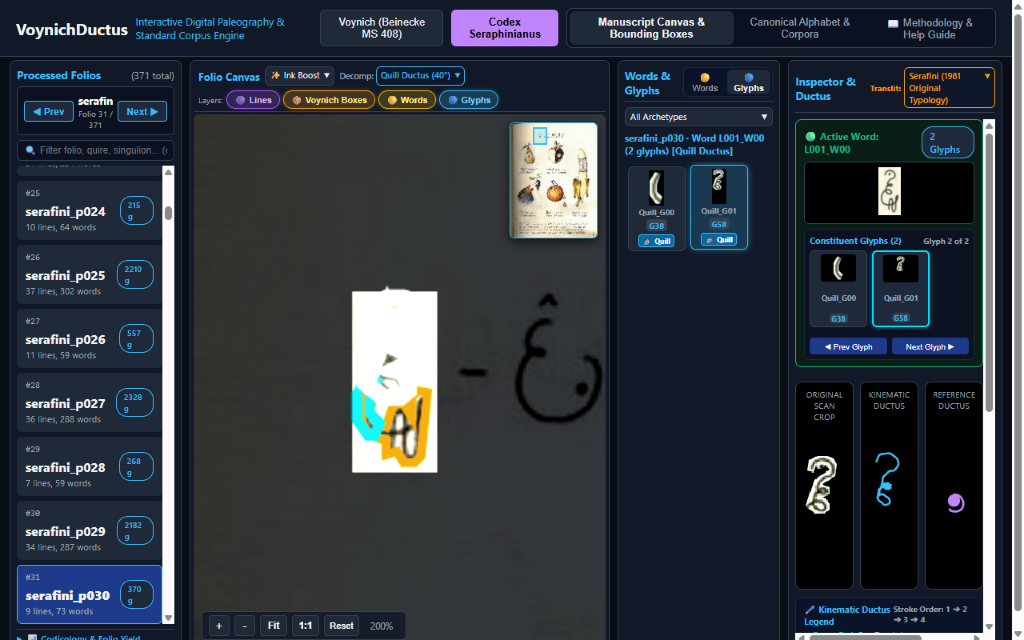 VoynichDuctus
Interactive Digital Paleography &
Standard Corpus Engine
Voynich (Beinecke
MS 408)
Codex
Seraphinianus
Manuscript Canvas &
Bounding Boxes
Canonical Alphabet &
Corpora
Methodology &
Help Guide
Processed Folios
(371 total)
◀ Prev
serafin
Folio 31 /
371
Next ▶
Filter folio, quire, singulion... (
#25
serafini_p024
10 lines, 64 words
215
g
#26
serafini_p025
37 lines, 302 words
2210
g
#27
serafini_p026
11 lines, 59 words
557
g
#28
serafini_p027
36 lines, 288 words
2328
g
#29
serafini_p028
7 lines, 59 words
268
g
#30
serafini_p029
34 lines, 287 words
2182
g
#31
serafini_p030
9 lines, 73 words
370
g
Codicology & Folio Yield
Folio Canvas
Ink Boost ▼
Decomp:
Quill Ductus (40°) ▼
Layers:
Lines
Voynich Boxes
Words
Glyphs
+
-
Fit
1:1
Reset
200%
Words &
Glyphs
Words
Glyphs
All Archetypes ▼
serafini_p030 · Word L001_W00
(2 glyphs) [Quill Ductus]
Quill_G00
G38
Quill
Quill_G01
G58
Quill
Inspector &
Ductus
Translit:
Serafini (1981 ▼
Original
Typology)
Active Word:
L001_W00
2
Glyphs
Constituent Glyphs (2)
Glyph 2 of 2
Quill_G00
G38
Quill_G01
G58
◀ Prev Glyph
Next Glyph ▶
ORIGINAL
SCAN
CROP
KINEMATIC
DUCTUS
REFERENCE
DUCTUS
Kinematic Ductus
Legend
Stroke Order: 1 ➔ 2
➔ 3 ➔ 4